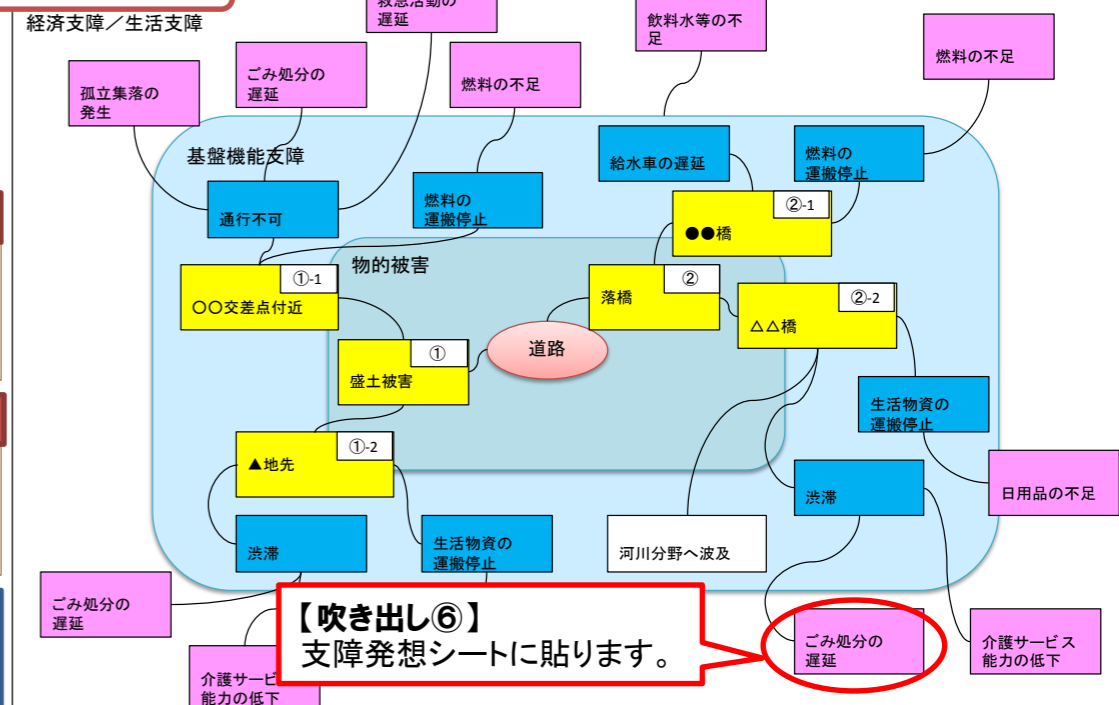 経済支障／生活支障
救急活動の
遅延
飲料水等の不
足
燃料の不足
ごみ処分の
遅延
燃料の不足
孤立集落の
発生
基盤機能支障
給水車の遅延
燃料の
運搬停止
通行不可
燃料の
運搬停止
②-1
●●橋
物的被害
①-1
〇〇交差点付近
②
落橋
②-2
△△橋
道路
①
盛土被害
生活物資の
運搬停止
①-2
▲地先
渋滞
日用品の不足
渋滞
生活物資の
運搬停止
河川分野へ波及
ごみ処分の
遅延
【吹き出し⑥】
支障発想シートに貼ります。
ごみ処分の
遅延
介護サービス
能力の低下
介護サービ
能力の低下